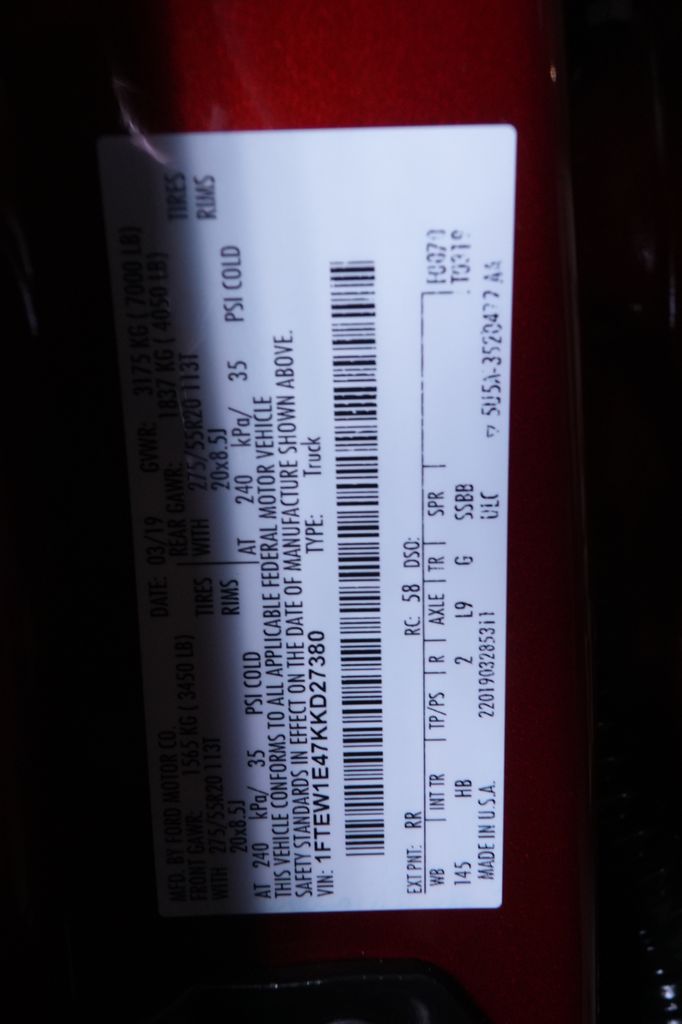 MFD. BY FORD MOTOR CO.
DATE: 03/19 GVWR: 3175 KG ( 7000 LB)
FRONT GAWR: 1565 KG ( 3450 LB) REAR GAWR: 1837 KG ( 4050 LB)
WITH 275/55R20 113T TIRES WITH 275/55R20 113T TIRES
20x8.5J RIMS 20x8.5J RIMS
AT 240 kPa/ 35 PSI COLD AT 240 kPa/ 35 PSI COLD
THIS VEHICLE CONFORMS TO ALL APPLICABLE FEDERAL MOTOR VEHICLE
SAFETY STANDARDS IN EFFECT ON THE DATE OF MANUFACTURE SHOWN ABOVE.
VIN: 1FTEW1E47KKD27380 TYPE: Truck
EXT PNT: RR RC: 58 DSO:
WB INT TR TP/PS R AXLE TR SPR
145 HB 2 L9 G SSBB
MADE IN U.S.A. 2201903285311 ULC